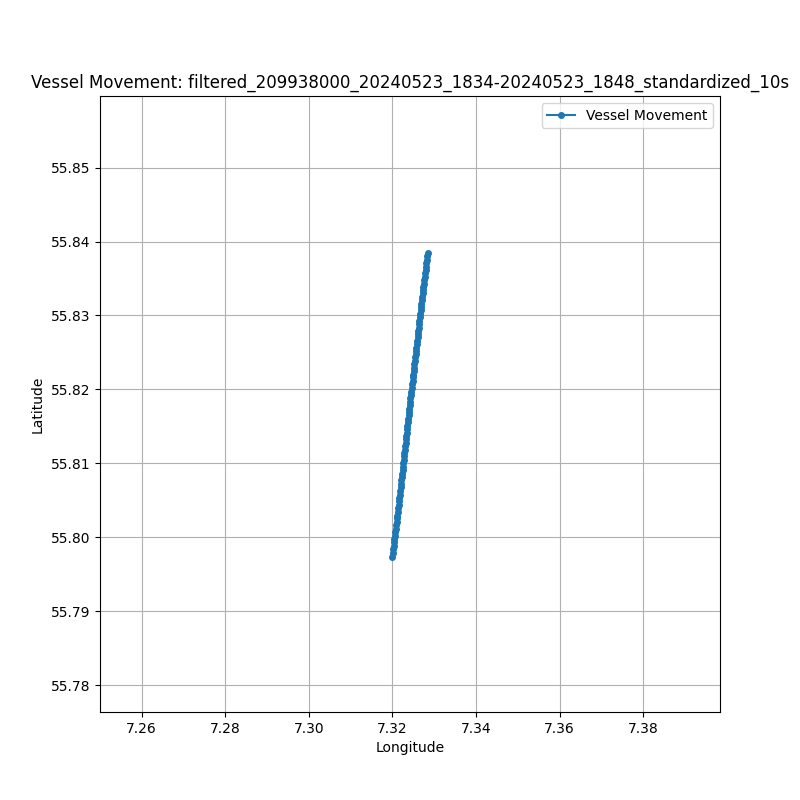 Vessel Movement: filtered_209938000_20240523_1834-20240523_1848_standardized_10s
Vessel Movement
55.85
55.84
55.83
55.82
55.81
55.80
55.79
55.78
Latitude
7.26 7.28 7.30 7.32 7.34 7.36 7.38
Longitude